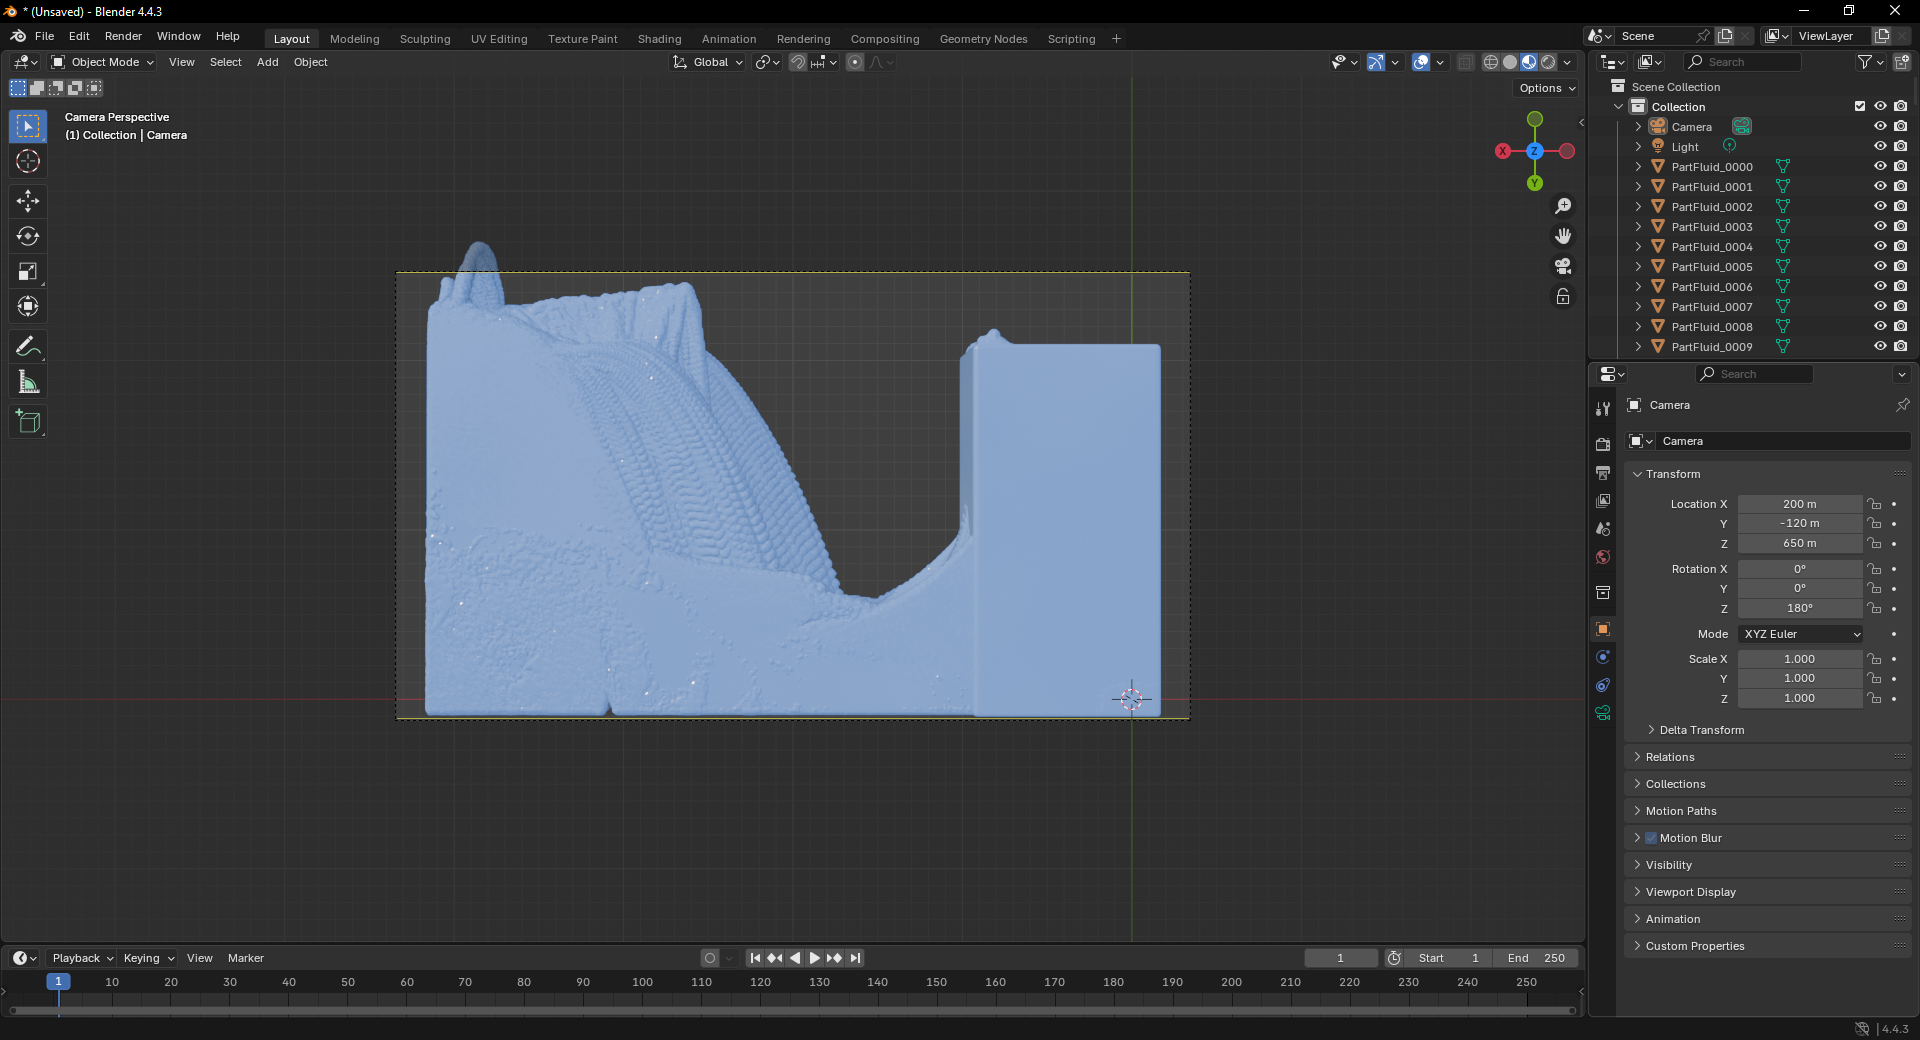 * (Unsaved) - Blender 4.4.3
File Edit Render Window Help Layout Modeling Sculpting UV Editing Texture Paint Shading Animation Rendering Compositing Geometry Nodes Scripting + Scene ViewLayer
Object Mode View Select Add Object Global Search
Options
Camera Perspective
(1) Collection | Camera
X Z
Y
Scene Collection
Collection
Camera
Light
PartFluid_0000
PartFluid_0001
PartFluid_0002
PartFluid_0003
PartFluid_0004
PartFluid_0005
PartFluid_0006
PartFluid_0007
PartFluid_0008
PartFluid_0009
Search
Camera
Camera
Transform
Location X 200 m
Y -120 m
Z 650 m
Rotation X 0°
Y 0°
Z 180°
Mode XYZ Euler
Scale X 1.000
Y 1.000
Z 1.000
Delta Transform
Relations
Collections
Motion Paths
Motion Blur
Visibility
Viewport Display
Animation
Custom Properties
Playback Keying View Marker 1 Start 1 End 250
1 10 20 30 40 50 60 70 80 90 100 110 120 130 140 150 160 170 180 190 200 210 220 230 240 250
4.4.3